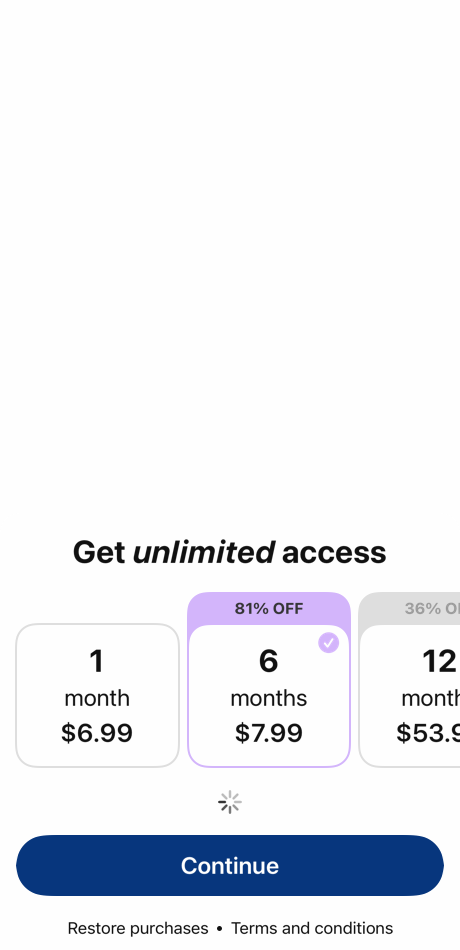 Get unlimited access
81% OFF
36%
1
6
12
month
months
$6.99
$7.99
Restore purchases • Terms and conditions
Continue